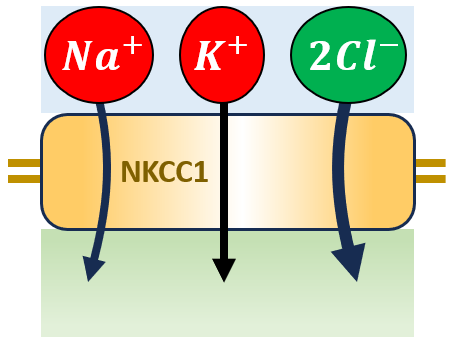 Na⁺ K⁺ 2Cl⁻
NKCC1